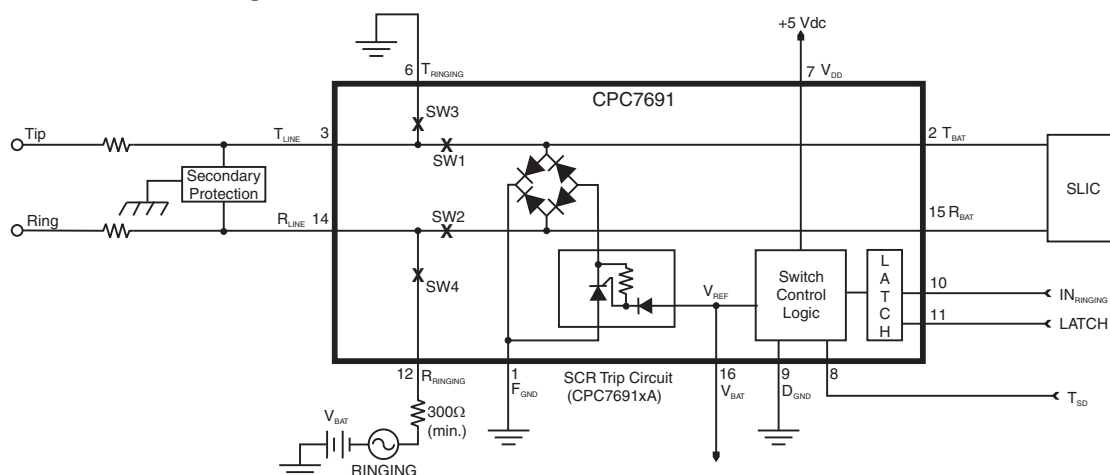 +5 Vdc
6 T_RINGING
7 V_DD
CPC7691
SW3
Tip
T_LINE 3
SW1
2 T_BAT
Secondary
Protection
SLIC
Ring
R_LINE 14
SW2
15 R_BAT
SW4
V_REF
Switch
Control
Logic
LATCH
10
IN_RINGING
11
LATCH
12 R_RINGING
1
F_GND
SCR Trip Circuit
(CPC7691xA)
16
V_BAT
9
D_GND
8
T_SD
300Ω
(min.)
V_BAT
RINGING